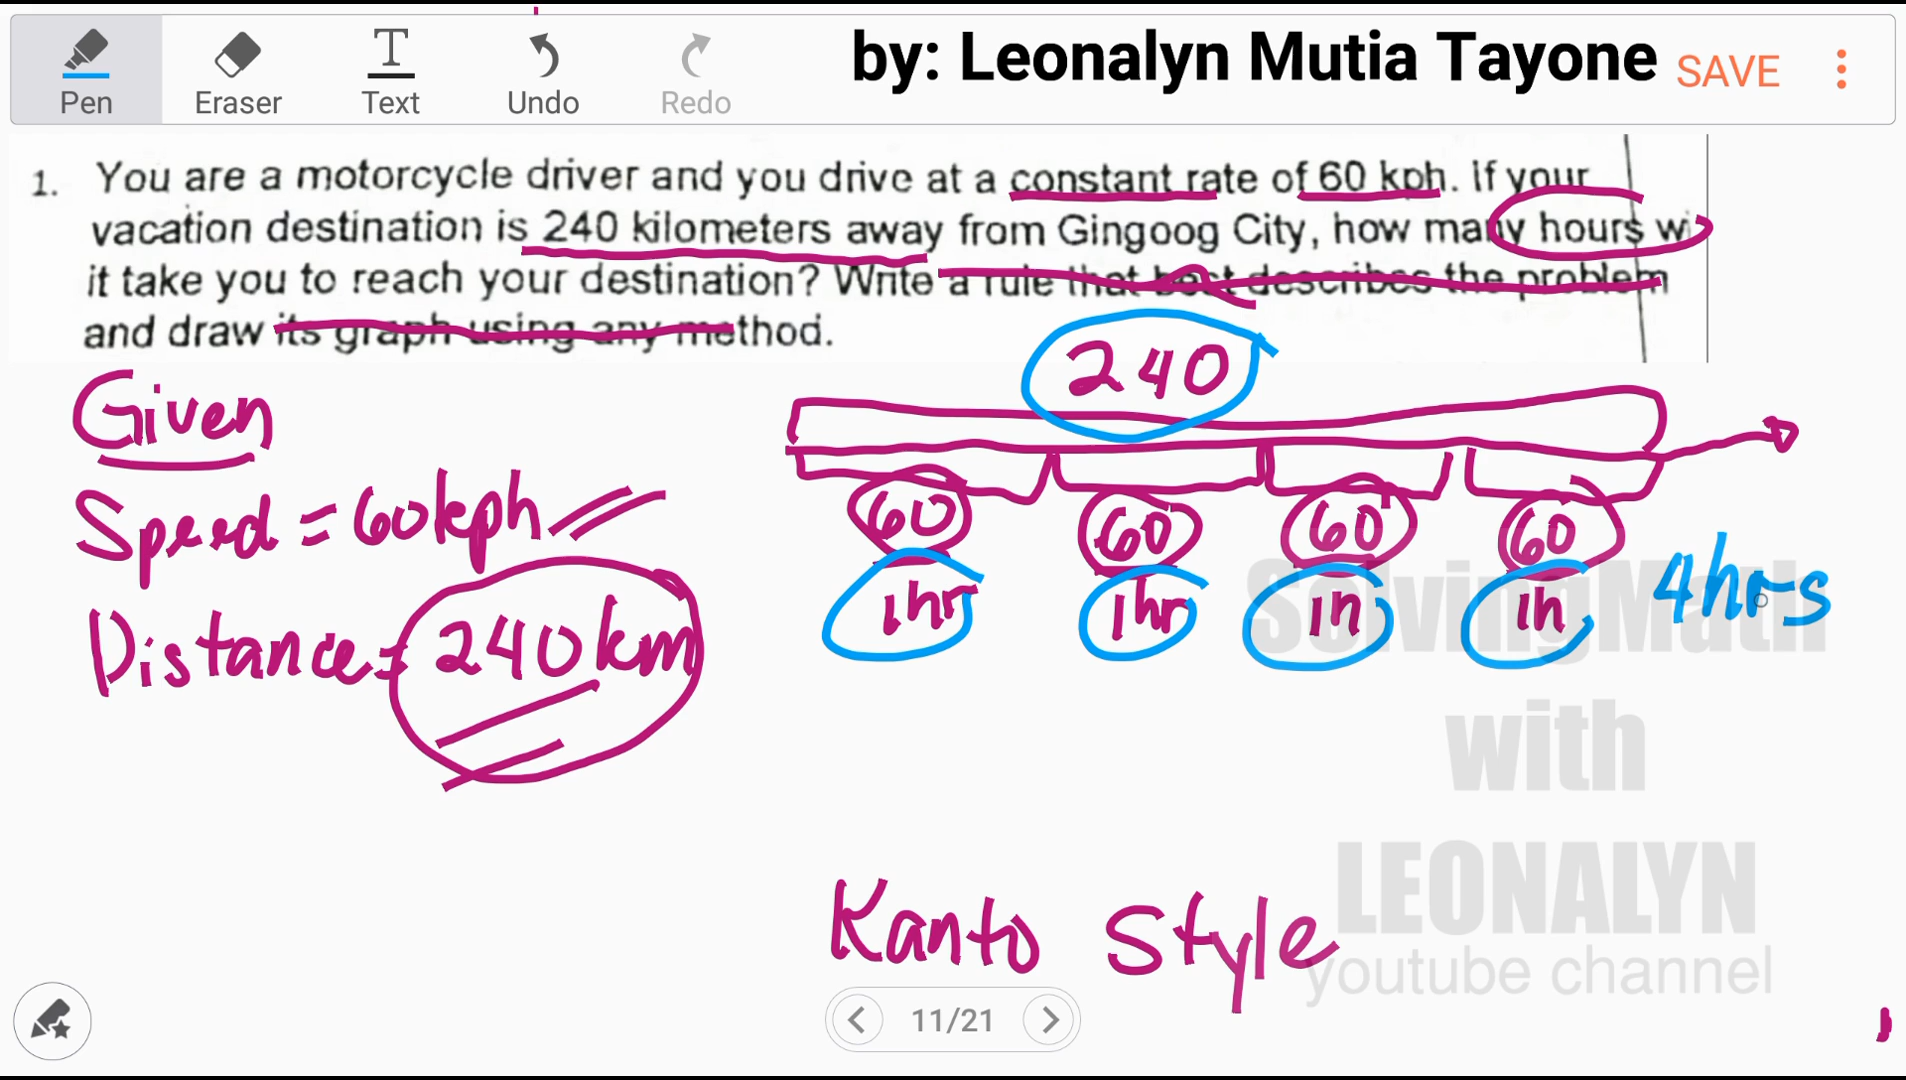 by: Leonalyn Mutia Tayone
SAVE
Pen
Eraser
Text
Undo
Redo
1. You are a motorcycle driver and you drive at a constant rate of 60 kph. If your
vacation destination is 240 kilometers away from Gingoog City, how many hours wi
it take you to reach your destination? Write a rule that best describes the problem
and draw its graph using any method.
240
Given
Speed = 60kph
Distance = 240 km
60 60 60 60
1hr 1hr 1h 1h
4hrs
SolvingMath
with
LEONALYN
youtube channel
Kanto Style
11/21